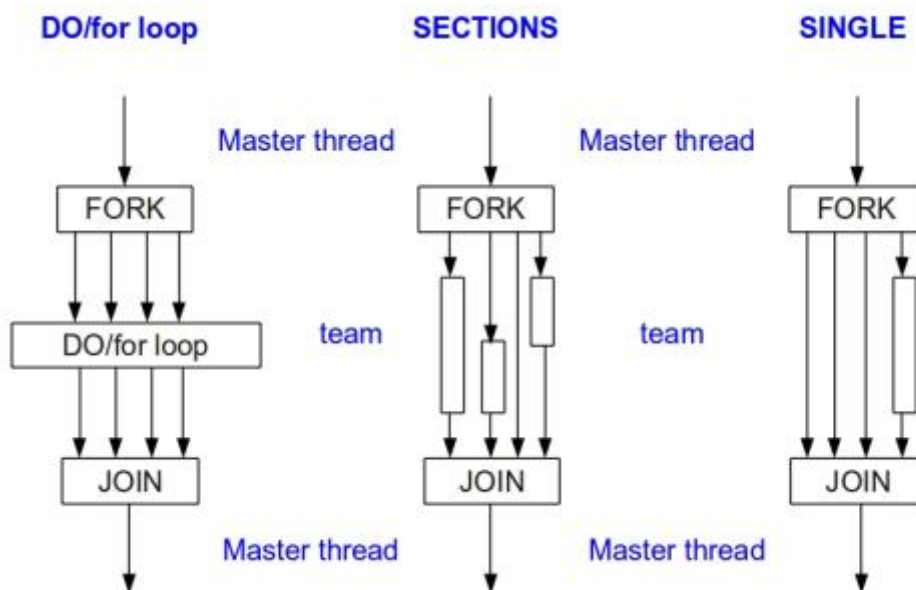 DO/for loop
SECTIONS
SINGLE
Master thread
Master thread
FORK
FORK
FORK
team
team
DO/for loop
JOIN
JOIN
JOIN
Master thread
Master thread